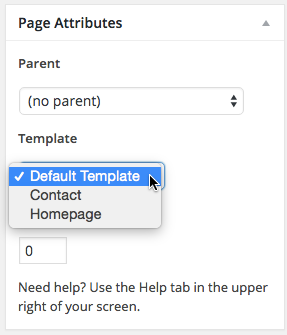 Page Attributes
Parent
(no parent)
Template
Default Template
Contact
Homepage
0
Need help? Use the Help tab in the upper
right of your screen.